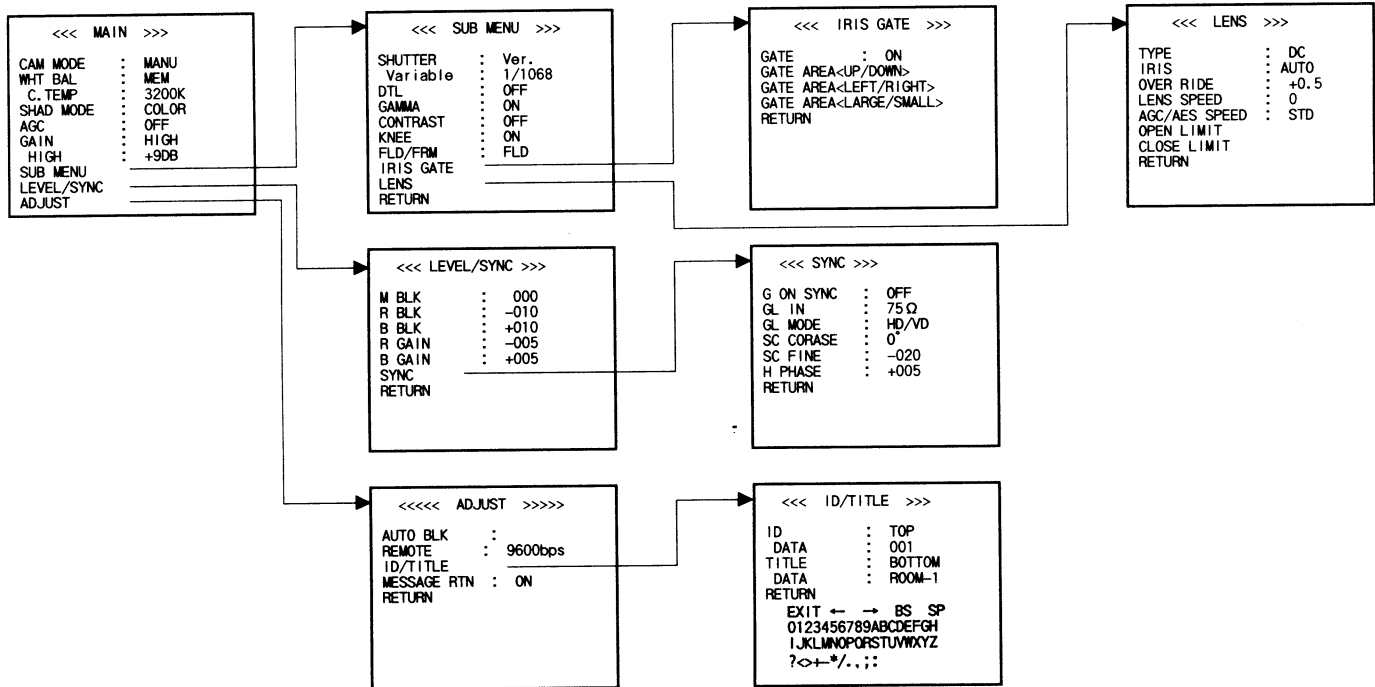 <<< MAIN >>>
CAM MODE : MANU
WHT BAL : MEM
C.TEMP : 3200K
SHAD MODE : COLOR
AGC : OFF
GAIN : HIGH
HIGH : +9DB
SUB MENU
LEVEL/SYNC
ADJUST
<<< SUB MENU >>>
SHUTTER : Ver.
Variable : 1/1068
DTL : OFF
GAMMA : ON
CONTRAST : OFF
KNEE : ON
FLD/FRM : FLD
IRIS GATE
LENS
RETURN
<<< IRIS GATE >>>
GATE : ON
GATE AREA<UP/DOWN>
GATE AREA<LEFT/RIGHT>
GATE AREA<LARGE/SMALL>
RETURN
<<< LENS >>>
TYPE : DC
IRIS : AUTO
OVER RIDE : +0.5
LENS SPEED : 0
AGC/AES SPEED : STD
OPEN LIMIT
CLOSE LIMIT
RETURN
<<< LEVEL/SYNC >>>
M BLK : 000
R BLK : -010
B BLK : +010
R GAIN : -005
B GAIN : +005
SYNC
RETURN
<<< SYNC >>>
G ON SYNC : OFF
GL IN : 75Ω
GL MODE : HD/VD
SC CORASE : 0°
SC FINE : -020
H PHASE : +005
RETURN
<<<<< ADJUST >>>>>
AUTO BLK :
REMOTE : 9600bps
ID/TITLE
MESSAGE RTN : ON
RETURN
<<< ID/TITLE >>>
ID : TOP
DATA : 001
TITLE : BOTTOM
DATA : ROOM-1
RETURN
EXIT ← → BS SP
0123456789ABCDEFGH
IJKLMNOPQRSTUVWXYZ
?<>+-*/.,;: